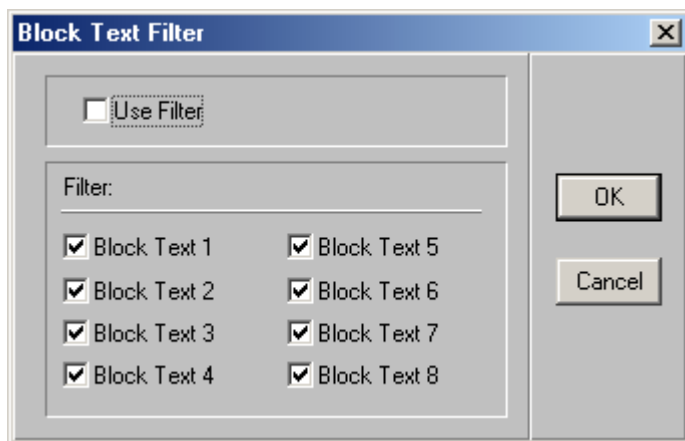 Block Text Filter
Use Filter
Filter:
Block Text 1
Block Text 2
Block Text 3
Block Text 4
Block Text 5
Block Text 6
Block Text 7
Block Text 8
OK
Cancel